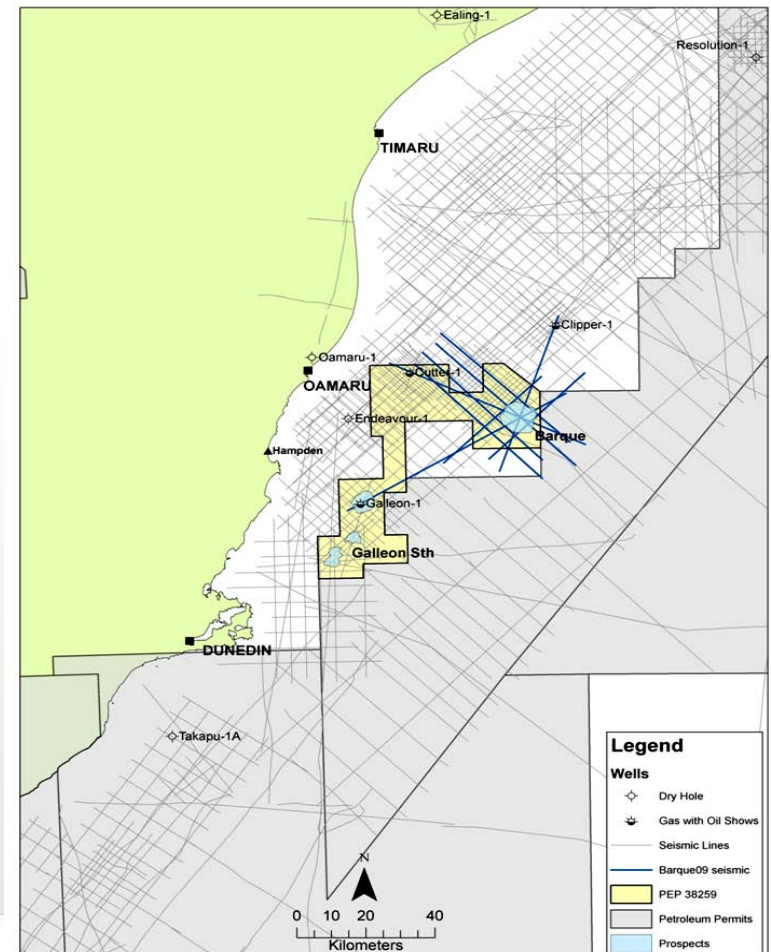 Ealing-1
Resolution-1
TIMARU
Clipper-1
Oamaru-1
OAMARU
Cutter-1
Endeavour-1
Barque
Hampden
Galleon-1
Galleon Sth
DUNEDIN
Takapu-1A
N
0 10 20 40
Kilometers
Legend
Wells
Dry Hole
Gas with Oil Shows
Seismic Lines
Barque09 seismic
PEP 38259
Petroleum Permits
Prospects